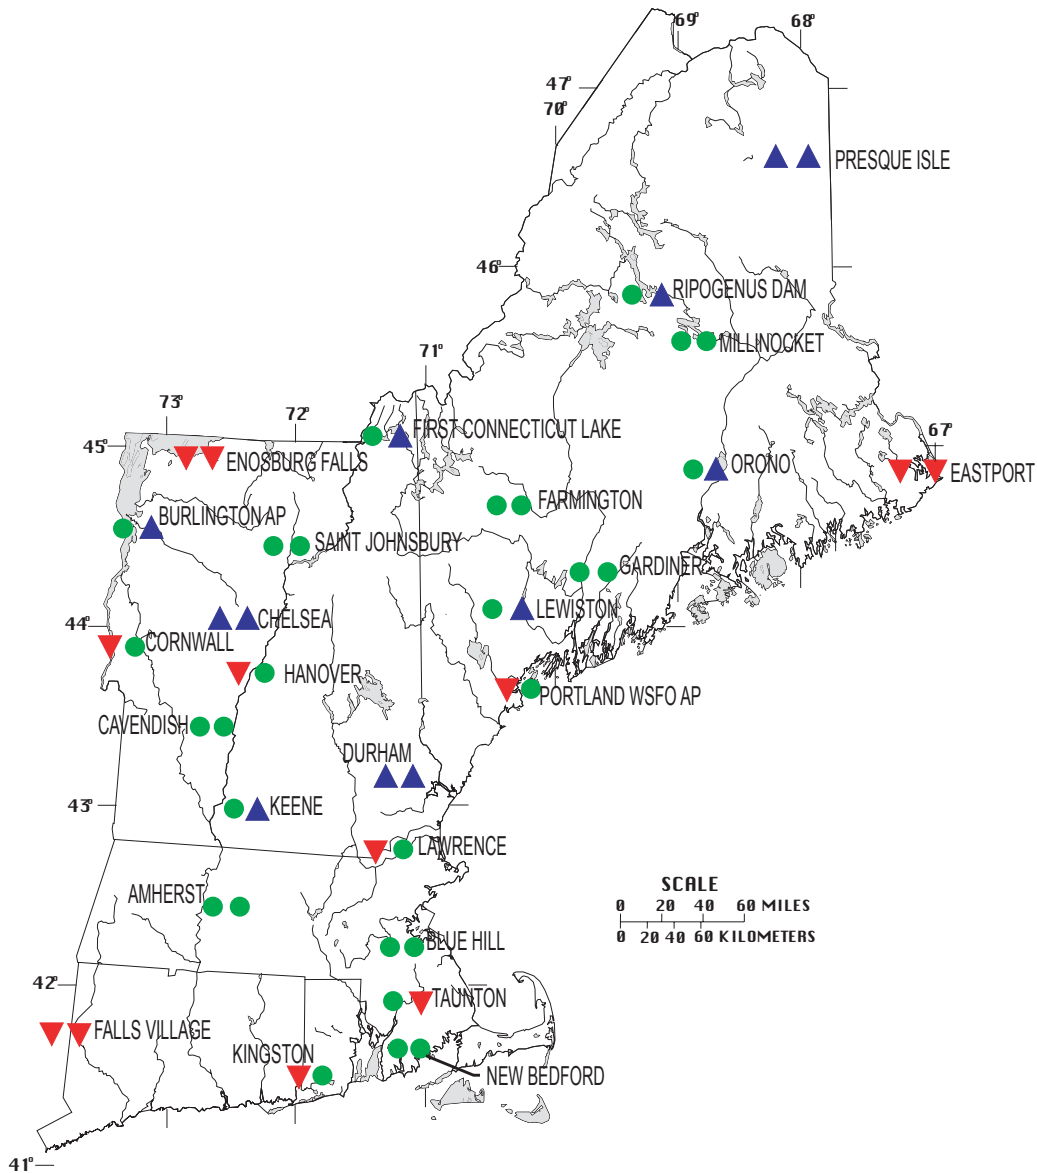 69°
68°
47°
70°
PRESQUE ISLE
46°
RIPOGENUS DAM
MILLINOCKET
71°
73°
72°
FIRST CONNECTICUT LAKE
67°
45°
ENOSBURG FALLS
ORONO
EASTPORT
FARMINGTON
BURLINGTON AP
SAINT JOHNSBURY
GARDINER
LEWISTON
44°
CHELSEA
CORNWALL
HANOVER
PORTLAND WSFO AP
CAVENDISH
DURHAM
43°
KEENE
LAWRENCE
SCALE
AMHERST
0 20 40 60 MILES
0 20 40 60 KILOMETERS
BLUE HILL
42°
TAUNTON
FALLS VILLAGE
KINGSTON
NEW BEDFORD
41°